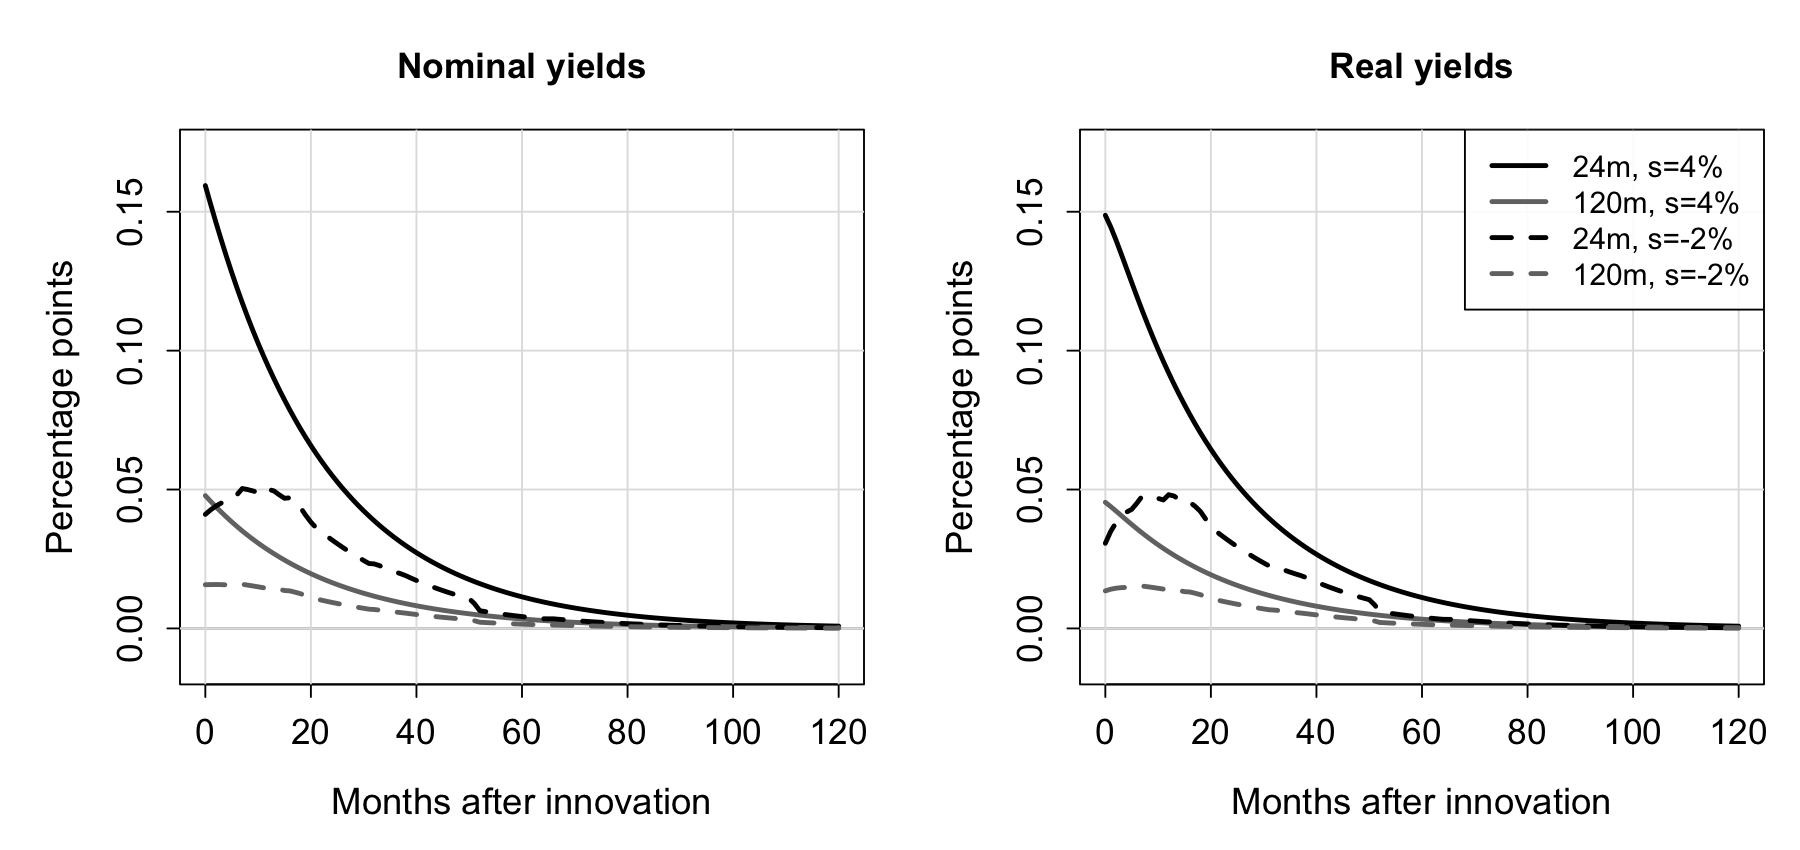 Nominal yields
Percentage points
0.15
0.10
0.05
0.00
0 20 40 60 80 100 120
Months after innovation
Real yields
Percentage points
0.15
0.10
0.05
0.00
24m, s=4%
120m, s=4%
24m, s=-2%
120m, s=-2%
0 20 40 60 80 100 120
Months after innovation